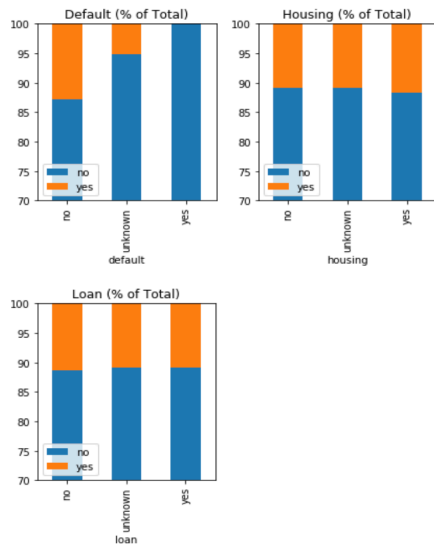 Default (% of Total)
100
95
90
85
80
75
70
no
yes
no
unknown
yes
default
Housing (% of Total)
100
95
90
85
80
75
70
no
yes
no
unknown
yes
housing
Loan (% of Total)
100
95
90
85
80
75
70
no
yes
no
unknown
yes
loan